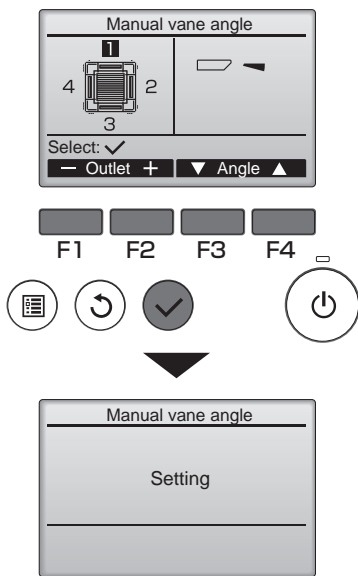 Manual vane angle
1
4 2
3
Select: ✓
− Outlet + ▼ Angle ▲
F1 F2 F3 F4
Manual vane angle
Setting